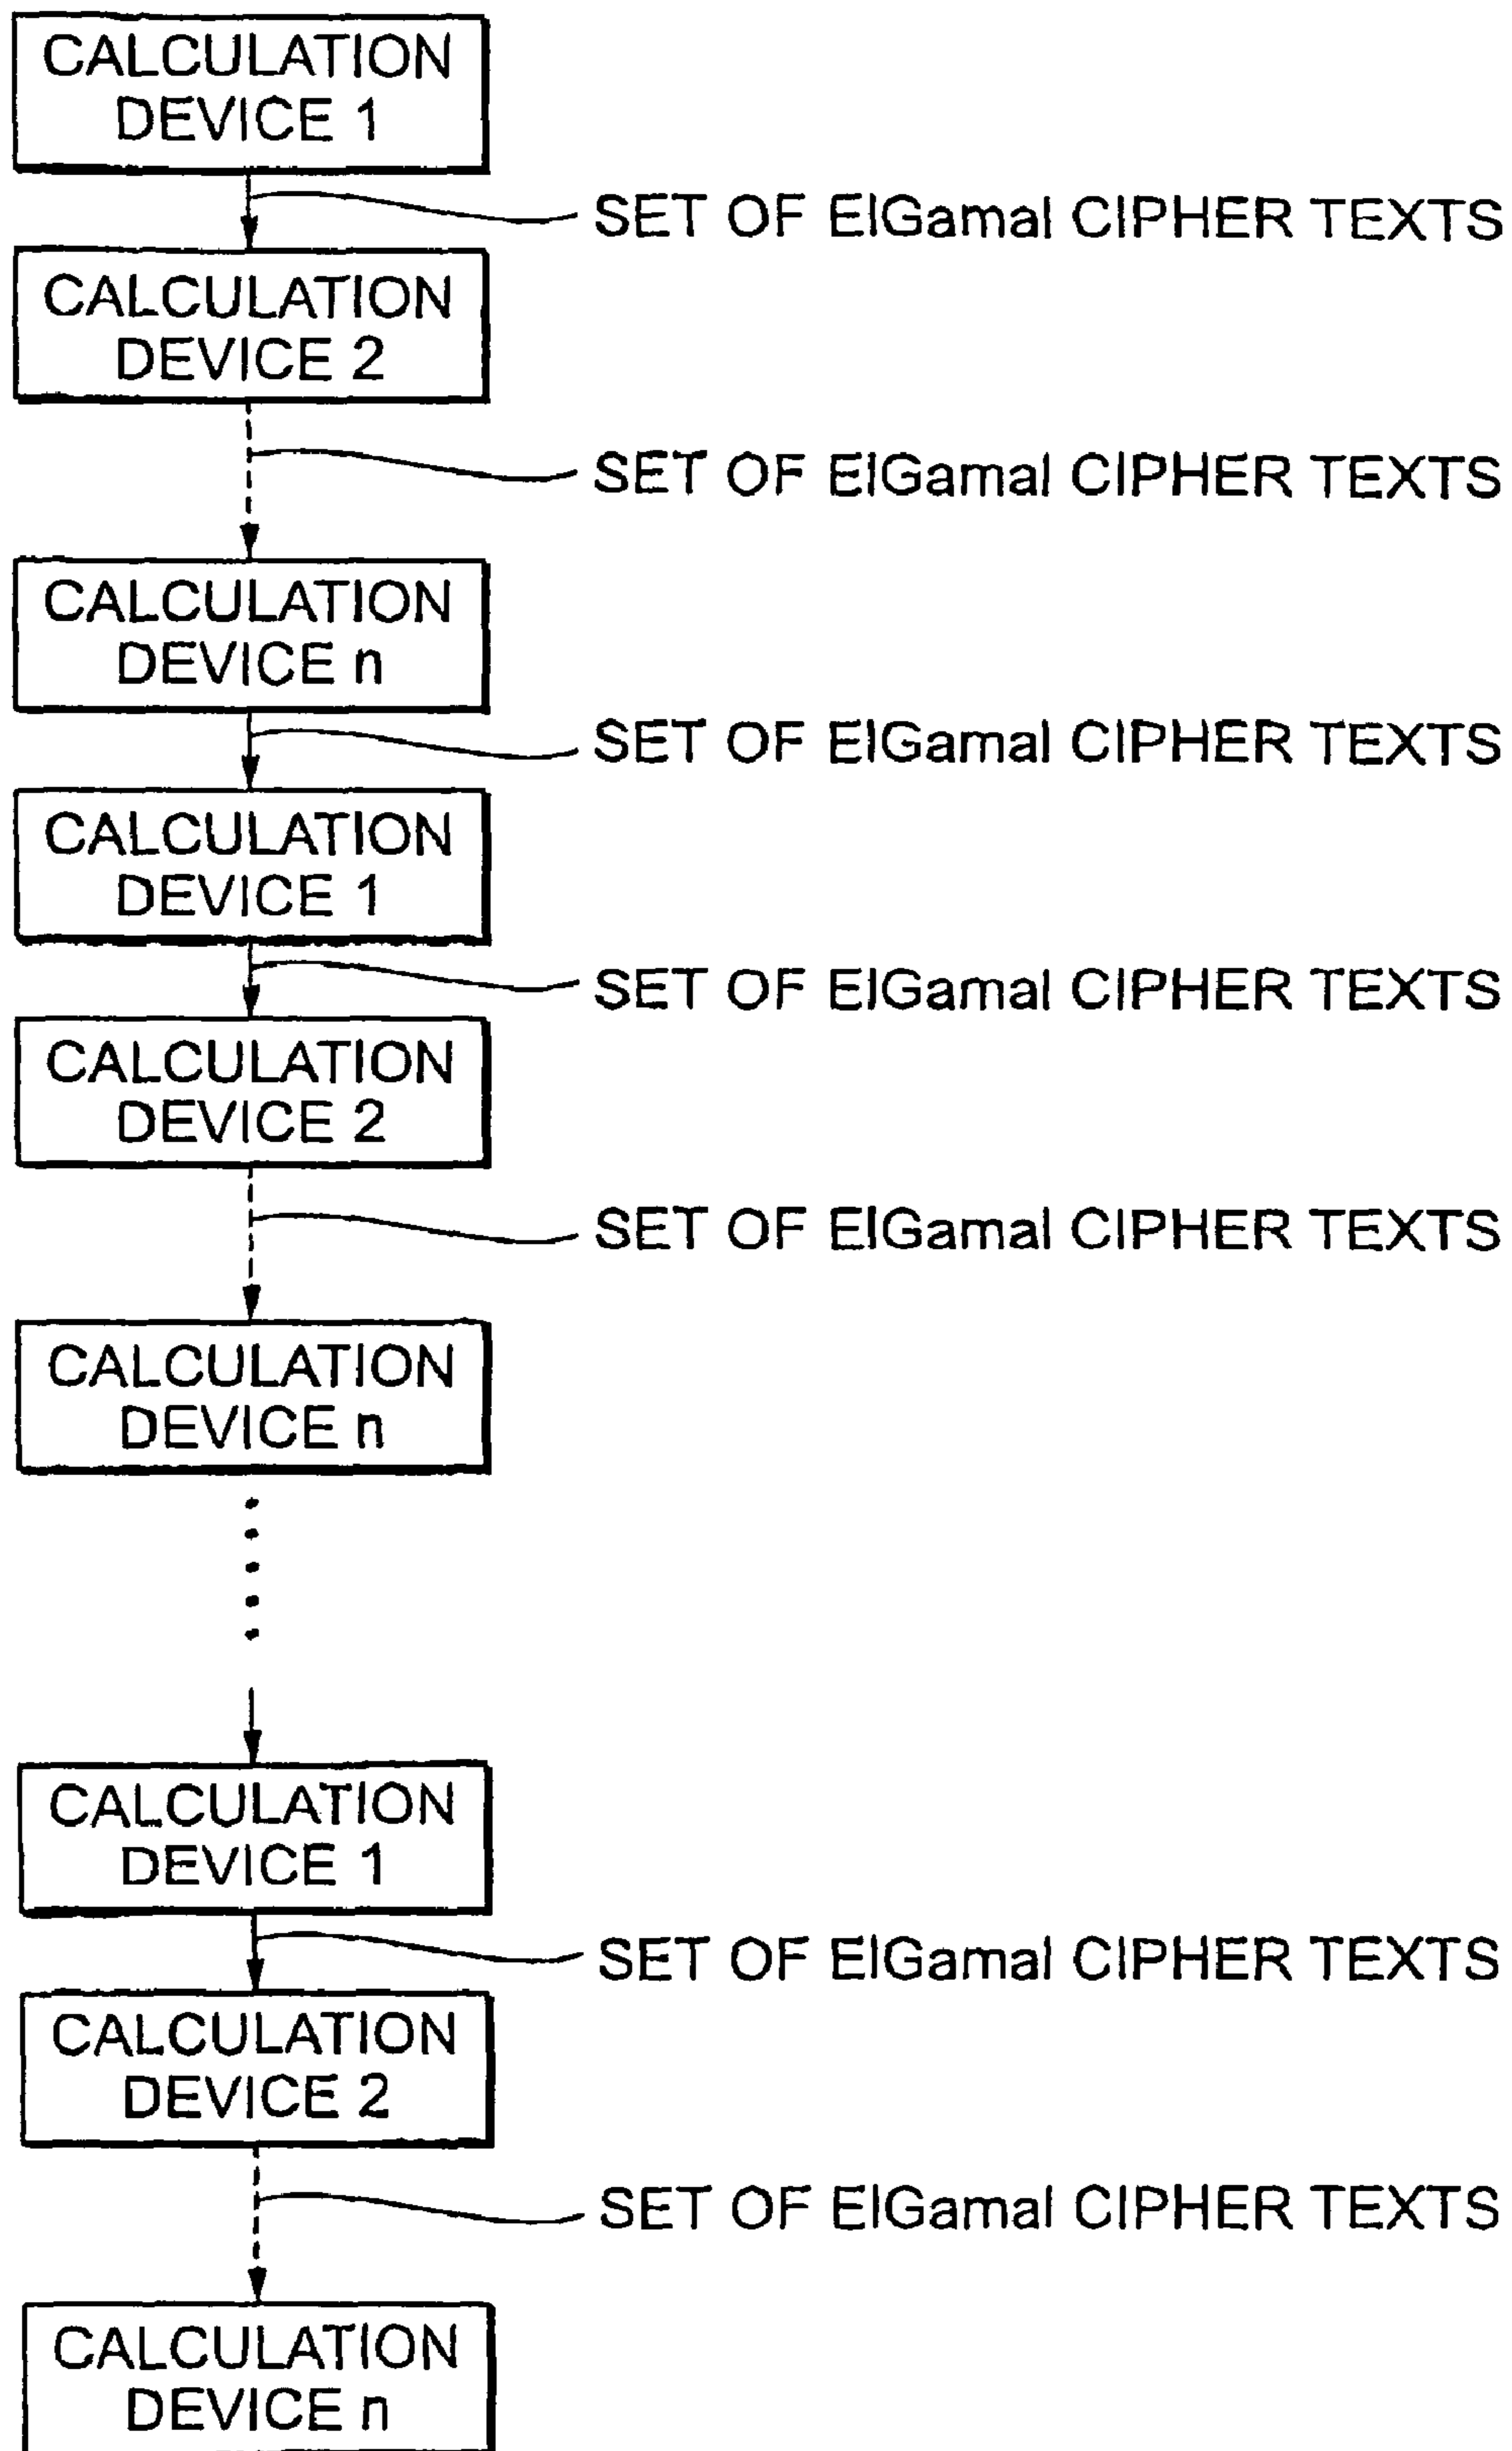 CALCULATION
DEVICE 1
SET OF ElGamal CIPHER TEXTS
CALCULATION
DEVICE 2
SET OF ElGamal CIPHER TEXTS
CALCULATION
DEVICE n
SET OF ElGamal CIPHER TEXTS
CALCULATION
DEVICE 1
SET OF ElGamal CIPHER TEXTS
CALCULATION
DEVICE 2
SET OF ElGamal CIPHER TEXTS
CALCULATION
DEVICE n
CALCULATION
DEVICE 1
SET OF ElGamal CIPHER TEXTS
CALCULATION
DEVICE 2
SET OF ElGamal CIPHER TEXTS
CALCULATION
DEVICE n